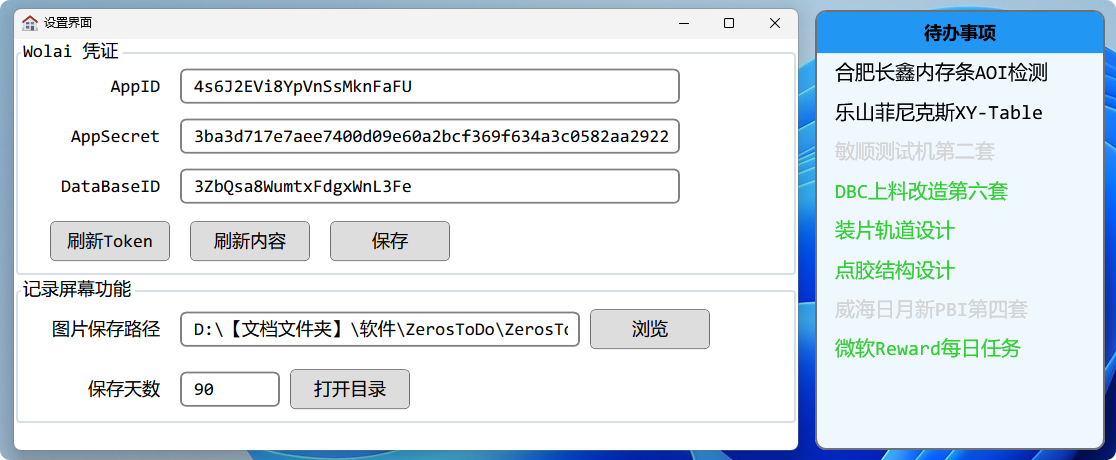 设置界面
Wolai 凭证
AppID 4s6J2EVi8YpVnSsMknFaFU
AppSecret 3ba3d717e7aee7400d09e60a2bcf369f634a3c0582aa2922
DataBaseID 3ZbQsa8WumtxFdgxWnL3Fe
刷新Token 刷新内容 保存
记录屏幕功能
图片保存路径 D:\【文档文件夹】\软件\ZerosToDo\ZerosTo 浏览
保存天数 90 打开目录
待办事项
合肥长鑫内存条AOI检测
乐山菲尼克斯XY-Table
敏顺测试机第二套
DBC上料改造第六套
装片轨道设计
点胶结构设计
威海日月新PBI第四套
微软Reward每日任务